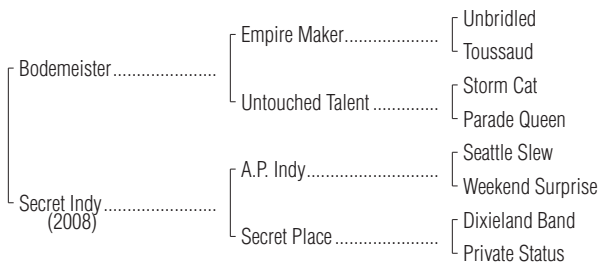 Unbridled
Empire Maker....................
Toussaud
Bodemeister......................
Storm Cat
Untouched Talent ..............
Parade Queen
Seattle Slew
A.P. Indy............................
Weekend Surprise
Secret Indy ........................
(2008)
Dixieland Band
Secret Place ......................
Private Status